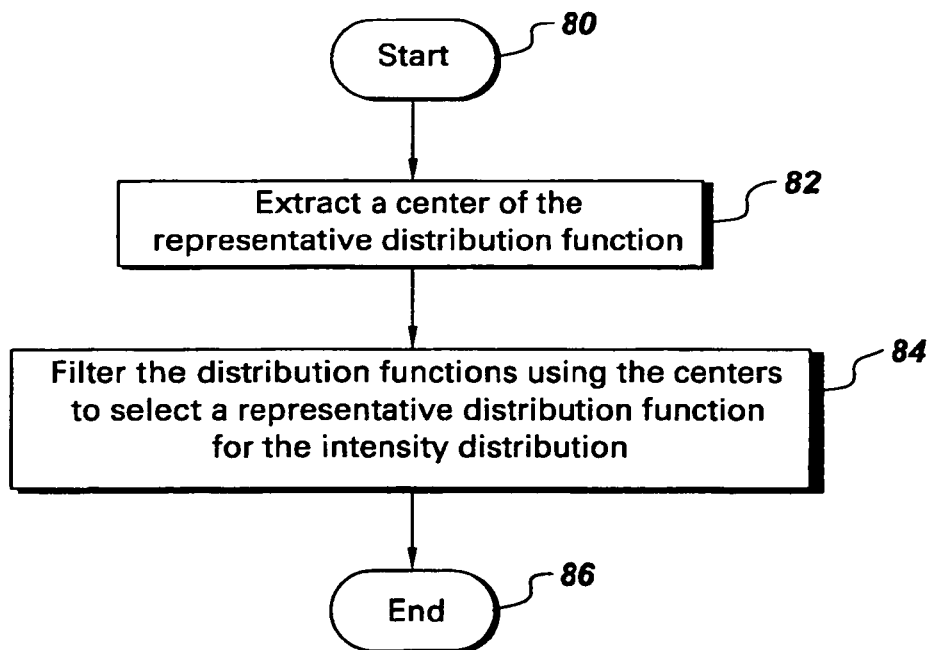 Start
80
Extract a center of the
representative distribution function
82
Filter the distribution functions using the centers
to select a representative distribution function
for the intensity distribution
84
End
86